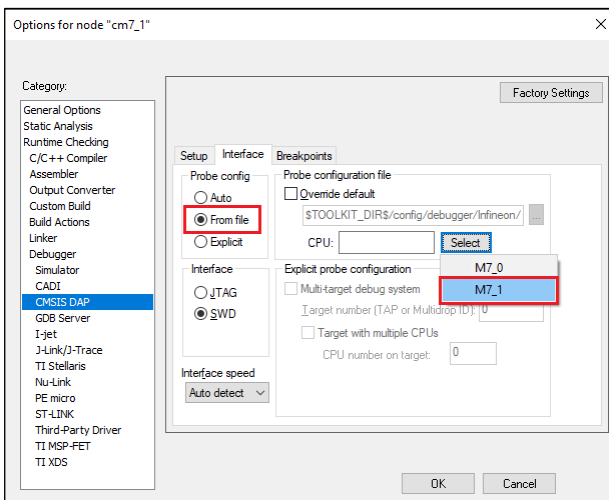 Options for node "cm7_1"
Category:
Factory Settings
General Options
Static Analysis
Runtime Checking
C/C++ Compiler
Assembler
Output Converter
Custom Build
Build Actions
Linker
Debugger
Simulator
CADI
CMSIS DAP
GDB Server
I-jet
J-Link/J-Trace
TI Stellaris
Nu-Link
PE micro
ST-LINK
Third-Party Driver
TI MSP-FET
TI XDS
Setup Interface Breakpoints
Probe config
Auto
From file
Explicit
Probe configuration file
Override default
$TOOLKIT_DIR$/config/debugger/Infineon/ ...
CPU: Select
M7_0
M7_1
Interface
JTAG
SWD
Explicit probe configuration
Multi-target debug system
Target number (TAP or Multidrop ID): 0
Target with multiple CPUs
CPU number on target: 0
Interface speed
Auto detect
OK Cancel